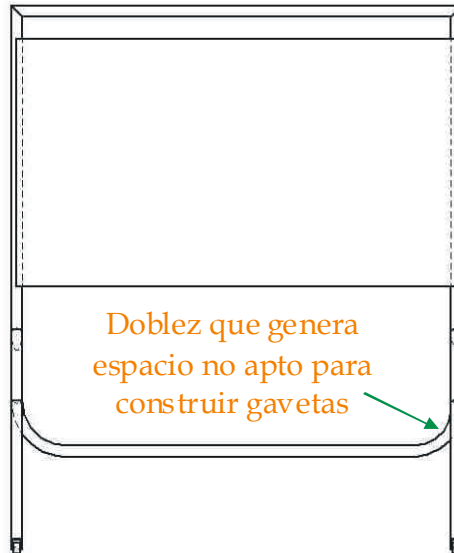 Doblez que genera
espacio no apto para
construir gavetas